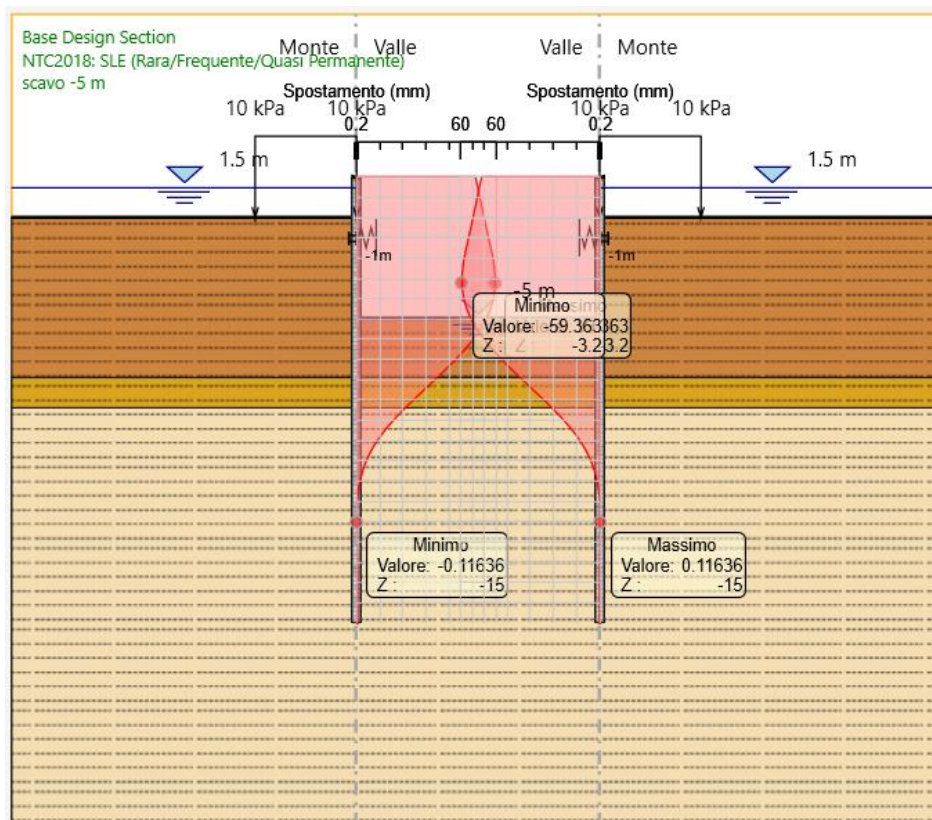 Base Design Section
Monte Valle Valle Monte
NTC2018: SLE (Rara/Frequente/Quasi Permanente)
scavo -5 m
Spostamento (mm) Spostamento (mm)
10 kPa 10 kPa 10 kPa 10 kPa
0.2 60 60 0.2
1.5 m 1.5 m
-1m -1m
-5 m
Minimo
Valore: -59.363
Z : -3.2
Minimo
Valore: -0.11636
Z : -15
Massimo
Valore: 0.11636
Z : -15